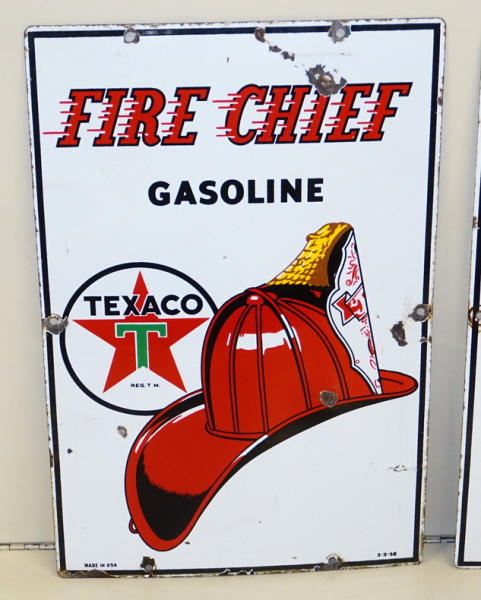 FIRE CHIEF
GASOLINE
TEXACO
T
REG. T M.
MADE IN USA
3-3-58